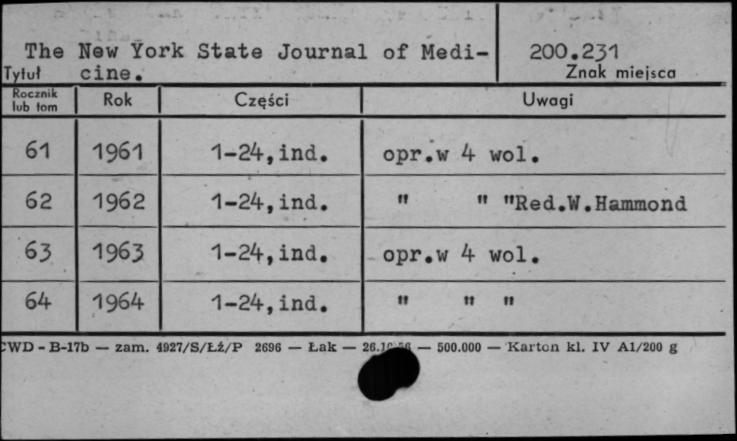 The New York State Journal of Medi- 200.231
Tytuł cine. Znak miejsca
Rocznik lub tom Rok Części Uwagi
61 1961 1-24,ind. opr.w 4 wol.
62 1962 1-24,ind. " " "Red.W.Hammond
63 1963 1-24,ind. opr.w 4 wol.
64 1964 1-24,ind. " " "
CWD - B-17b — zam. 4927/S/Łź/P 2696 — Łak — — 500.000 — Karton kl. IV A1/200 g